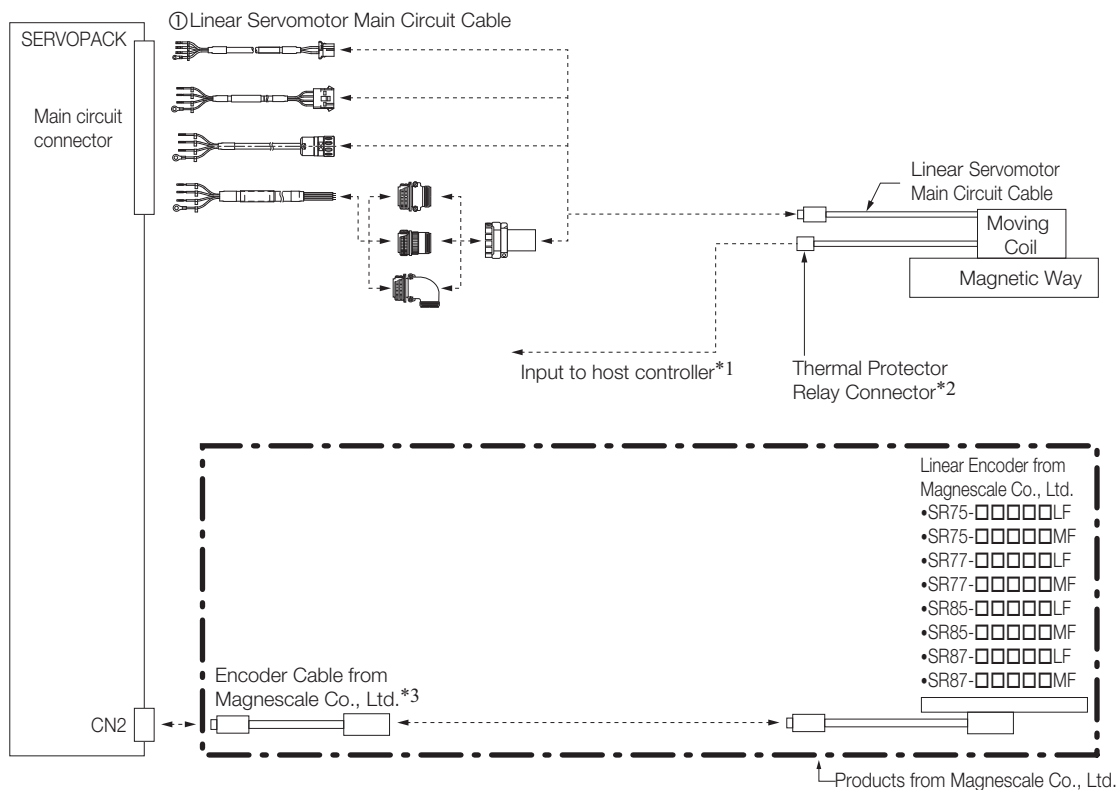 ①Linear Servomotor Main Circuit Cable
SERVOPACK
Main circuit
connector
Linear Servomotor
Main Circuit Cable
Moving
Coil
Magnetic Way
Input to host controller*1
Thermal Protector
Relay Connector*2
Linear Encoder from
Magnescale Co., Ltd.
•SR75-□□□□□LF
•SR75-□□□□□MF
•SR77-□□□□□LF
•SR77-□□□□□MF
•SR85-□□□□□LF
•SR85-□□□□□MF
•SR87-□□□□□LF
•SR87-□□□□□MF
Encoder Cable from
Magnescale Co., Ltd.*3
CN2
Products from Magnescale Co., Ltd.